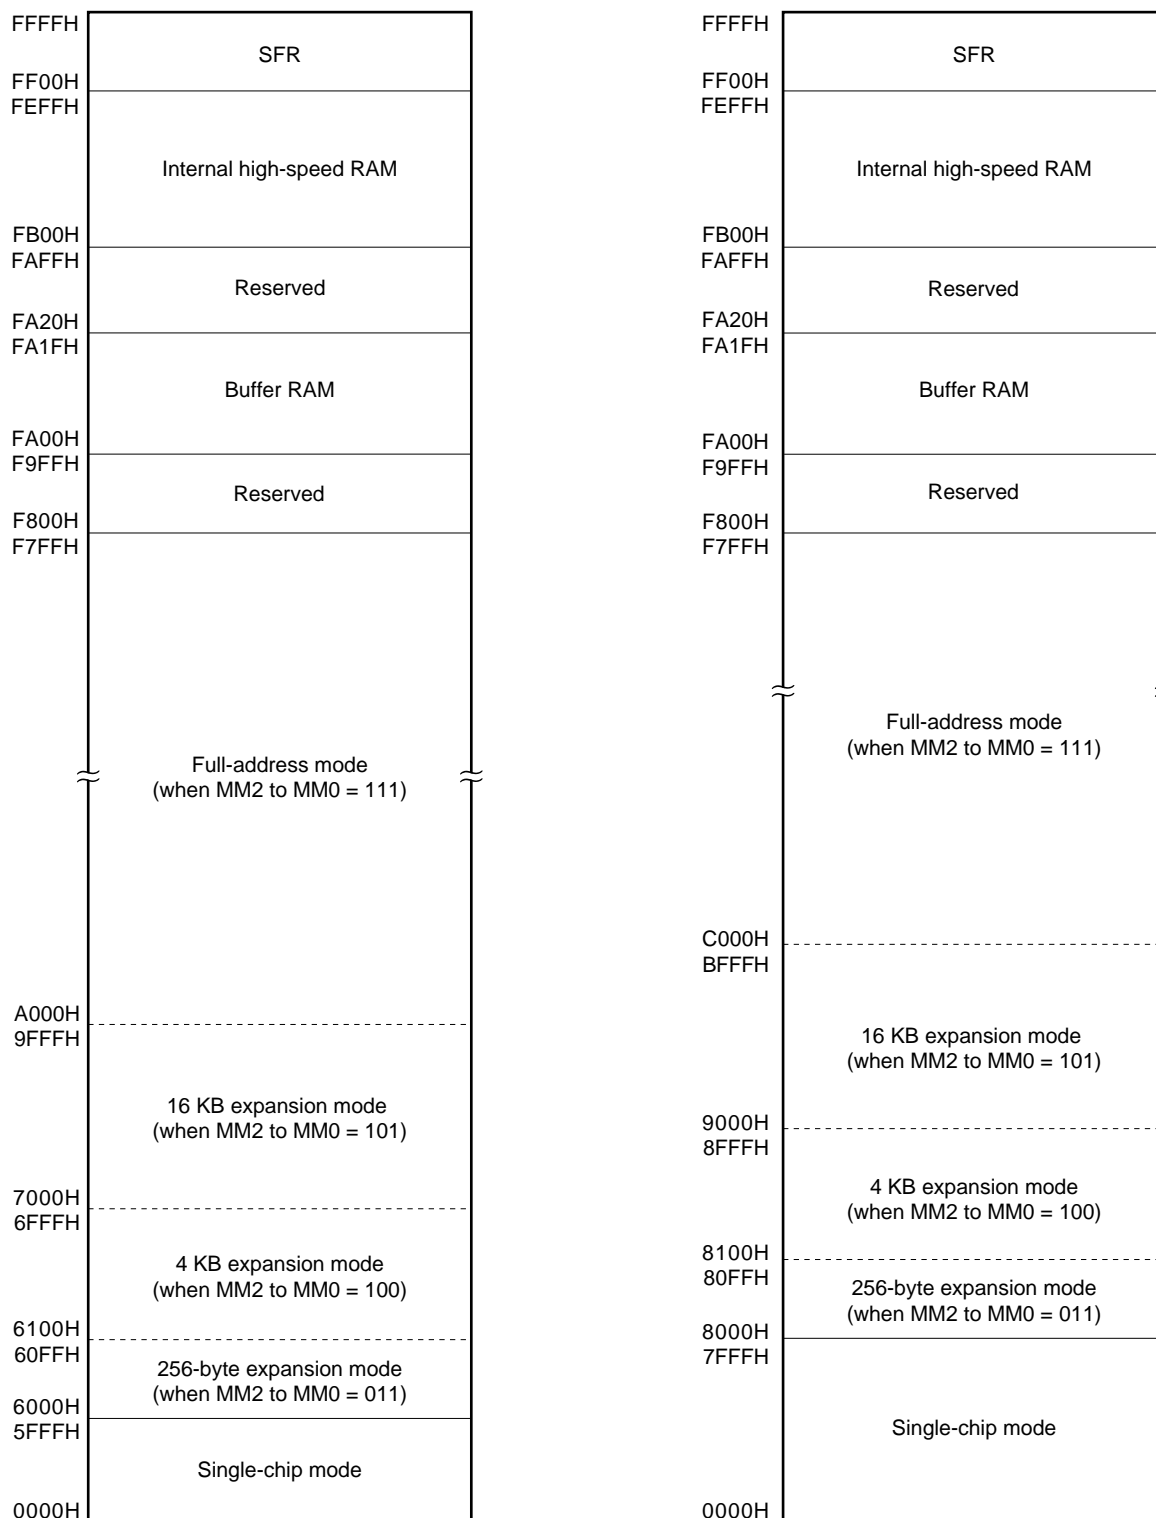 FFFFH
SFR
FF00H
FEFFH
Internal high-speed RAM
FB00H
FAFFH
Reserved
FA20H
FA1FH
Buffer RAM
FA00H
F9FFH
Reserved
F800H
F7FFH
Full-address mode
(when MM2 to MM0 = 111)
A000H
9FFFH
16 KB expansion mode
(when MM2 to MM0 = 101)
7000H
6FFFH
4 KB expansion mode
(when MM2 to MM0 = 100)
6100H
60FFH
256-byte expansion mode
(when MM2 to MM0 = 011)
6000H
5FFFH
Single-chip mode
0000H
FFFFH
SFR
FF00H
FEFFH
Internal high-speed RAM
FB00H
FAFFH
Reserved
FA20H
FA1FH
Buffer RAM
FA00H
F9FFH
Reserved
F800H
F7FFH
Full-address mode
(when MM2 to MM0 = 111)
C000H
BFFFH
16 KB expansion mode
(when MM2 to MM0 = 101)
9000H
8FFFH
4 KB expansion mode
(when MM2 to MM0 = 100)
8100H
80FFH
256-byte expansion mode
(when MM2 to MM0 = 011)
8000H
7FFFH
Single-chip mode
0000H